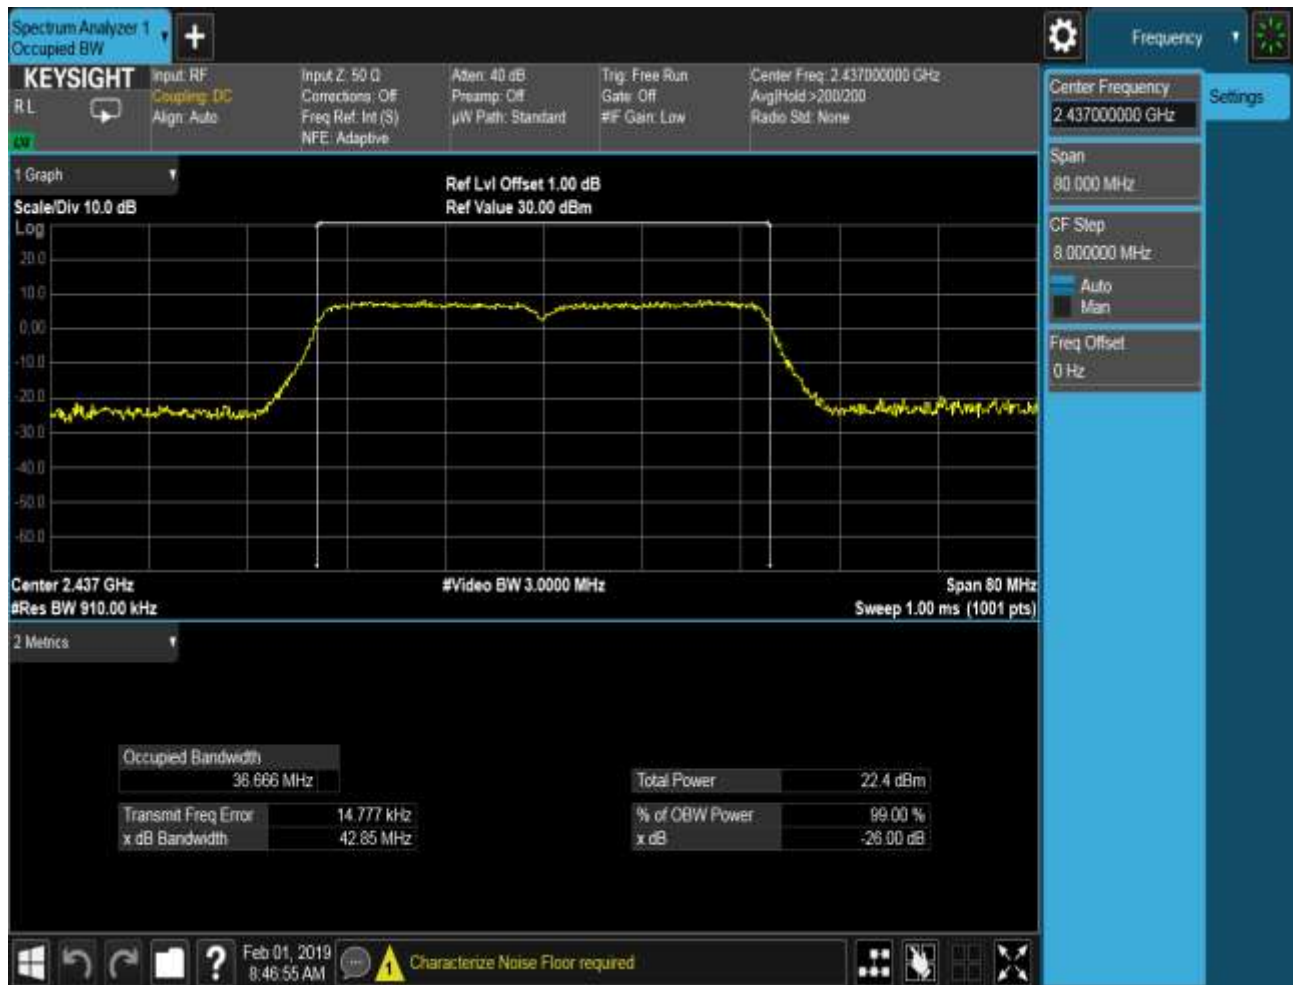 Spectrum Analyzer 1
Occupied BW
Frequency
KEYSIGHT
R L
Input: RF
Coupling: DC
Align: Auto
Input Z: 50 Ω
Corrections: Off
Freq Ref: Int (S)
NFE: Adaptive
Atten: 40 dB
Preamp: Off
µW Path: Standard
Trig: Free Run
Gate: Off
#IF Gain: Low
Center Freq: 2.437000000 GHz
Avg|Hold:>200/200
Radio Std: None
Center Frequency
2.437000000 GHz
Settings
Span
80.000 MHz
CF Step
8.000000 MHz
Auto
Man
Freq Offset
0 Hz
1 Graph
Scale/Div 10.0 dB
Ref Lvl Offset 1.00 dB
Ref Value 30.00 dBm
Log
20.0
10.0
0.00
-10.0
-20.0
-30.0
-40.0
-50.0
-60.0
Center 2.437 GHz
#Video BW 3.0000 MHz
Span 80 MHz
#Res BW 910.00 kHz
Sweep 1.00 ms (1001 pts)
2 Metrics
Occupied Bandwidth
36.666 MHz
Total Power 22.4 dBm
Transmit Freq Error 14.777 kHz
% of OBW Power 99.00 %
x dB Bandwidth 42.85 MHz
x dB -26.00 dB
?
Feb 01, 2019
8:46:55 AM
1
Characterize Noise Floor required